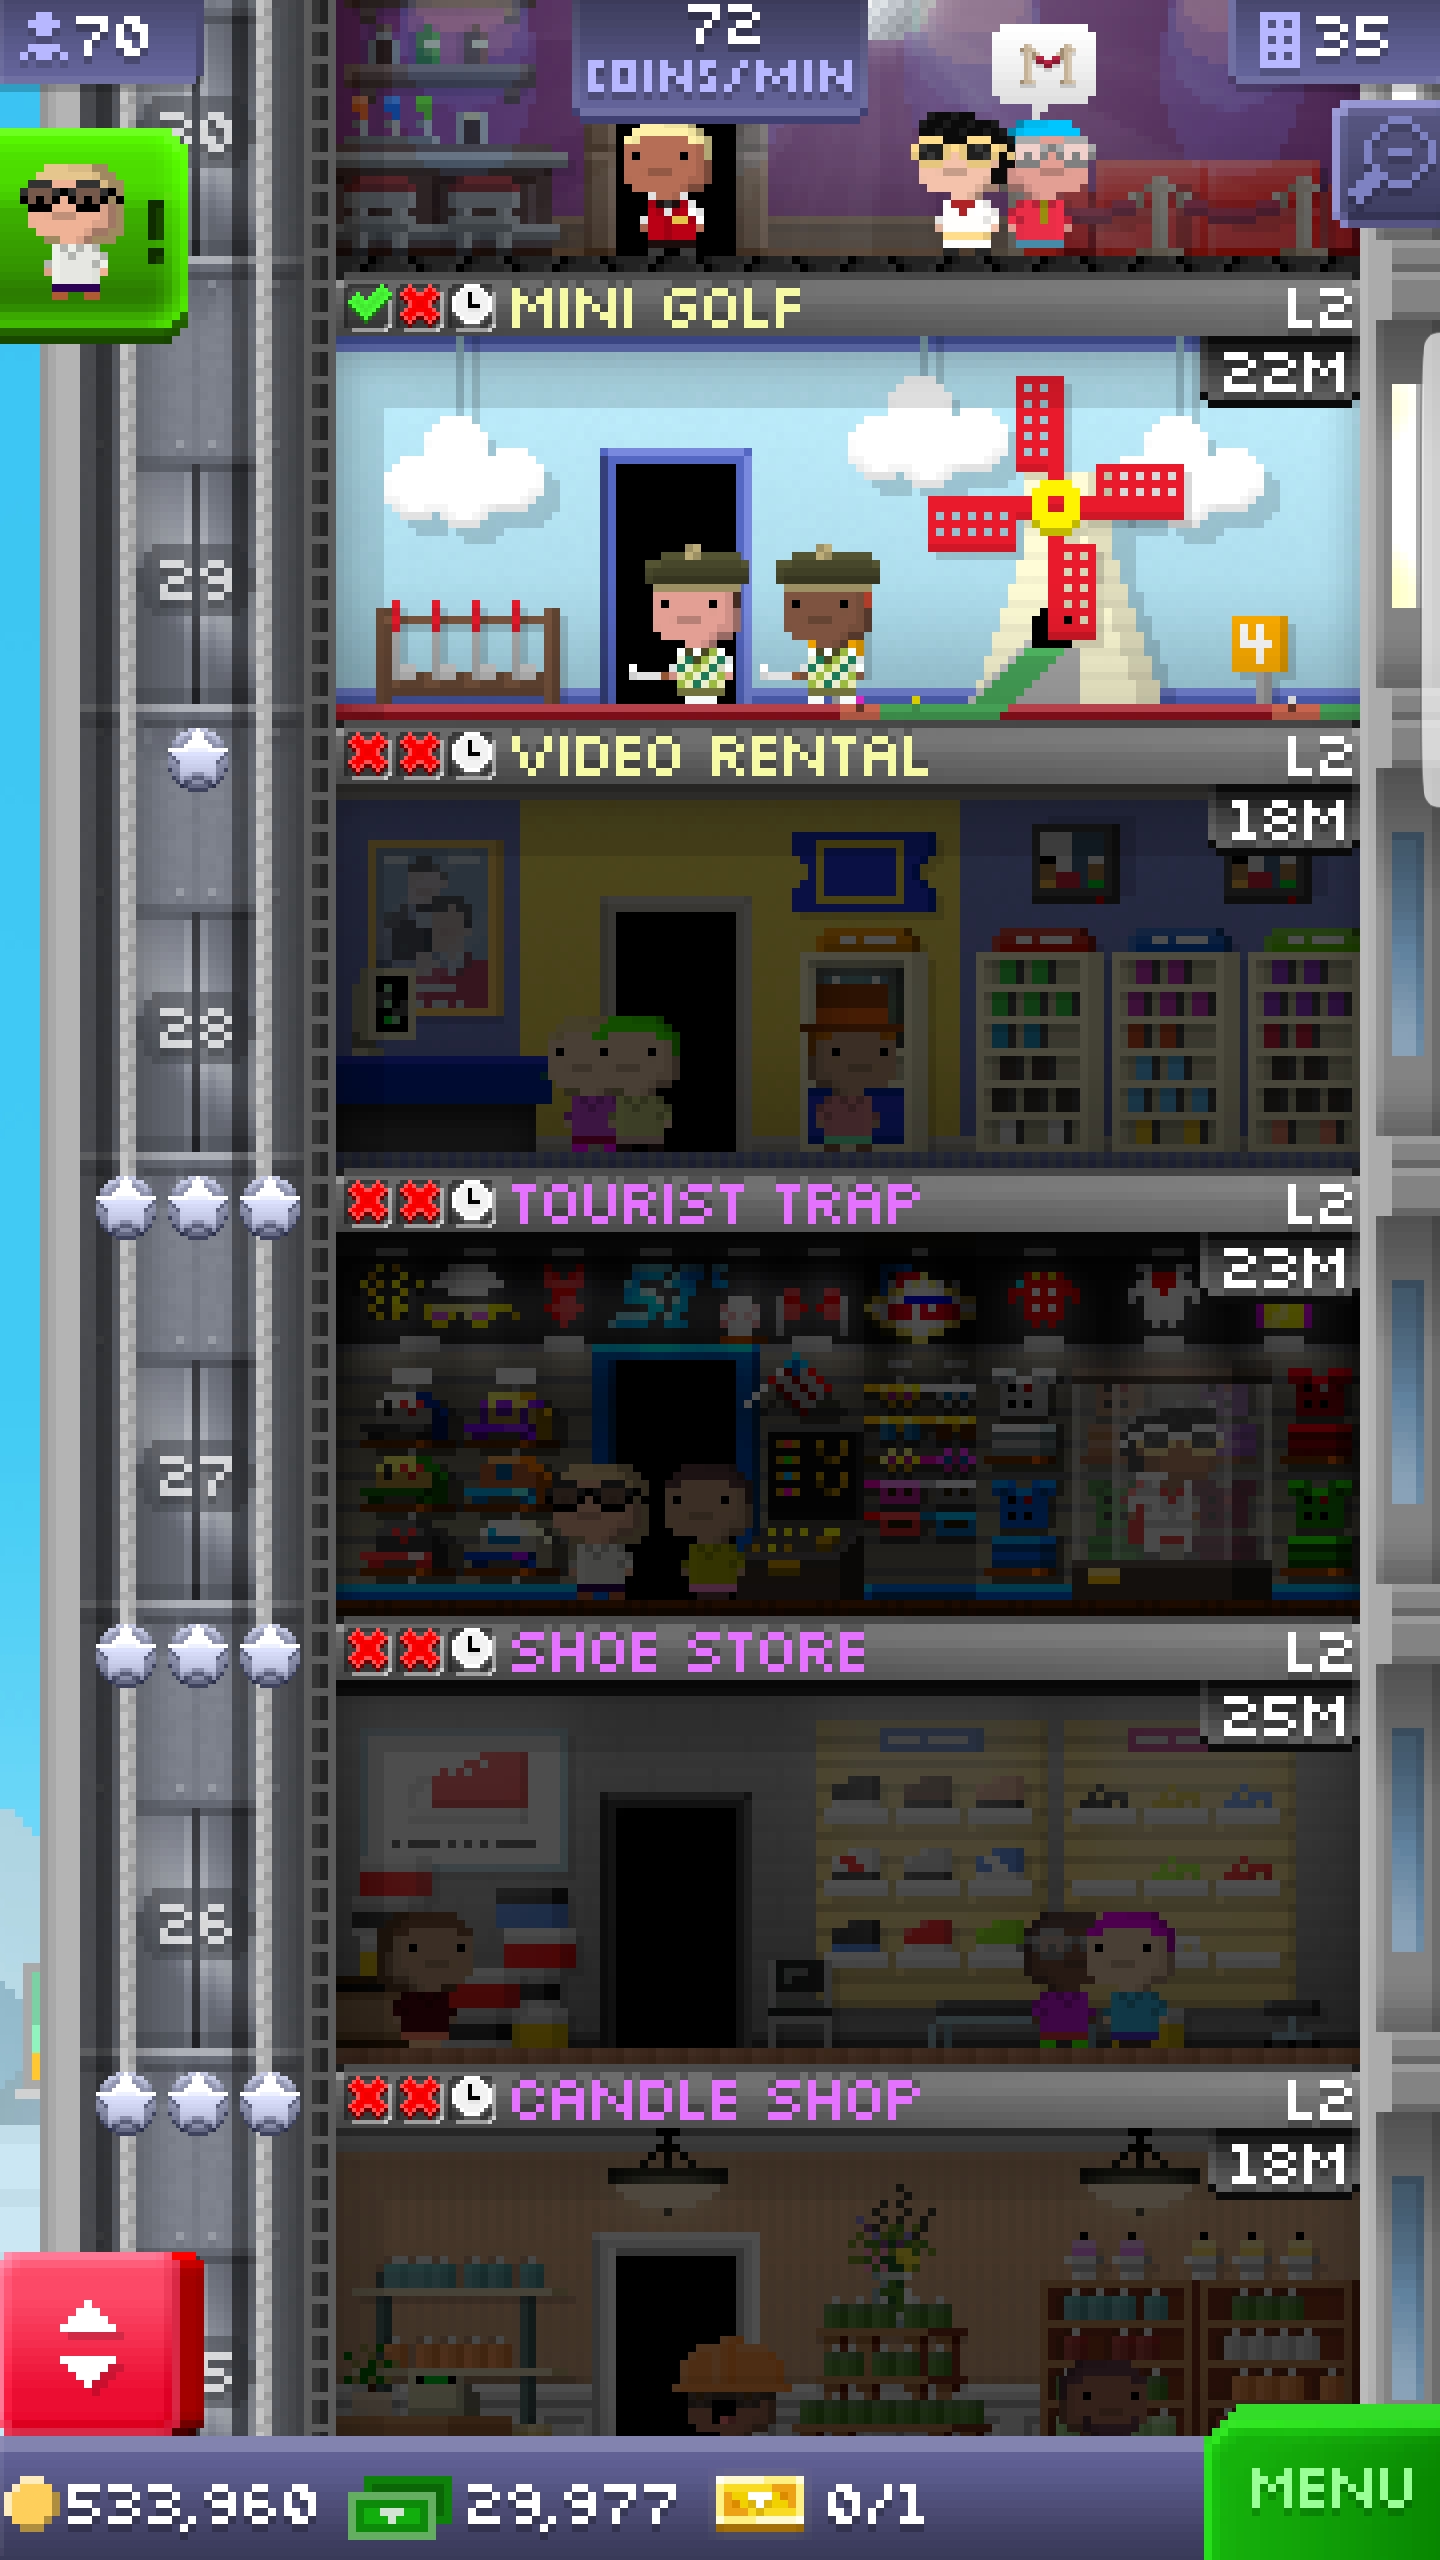 70
72
COINS/MIN
35
30
M
MINI GOLF
L2
22M
29
4
VIDEO RENTAL
L2
18M
28
TOURIST TRAP
L2
23M
27
SHOE STORE
L2
25M
26
CANDLE SHOP
L2
18M
5
533,960
29,977
0/1
MENU